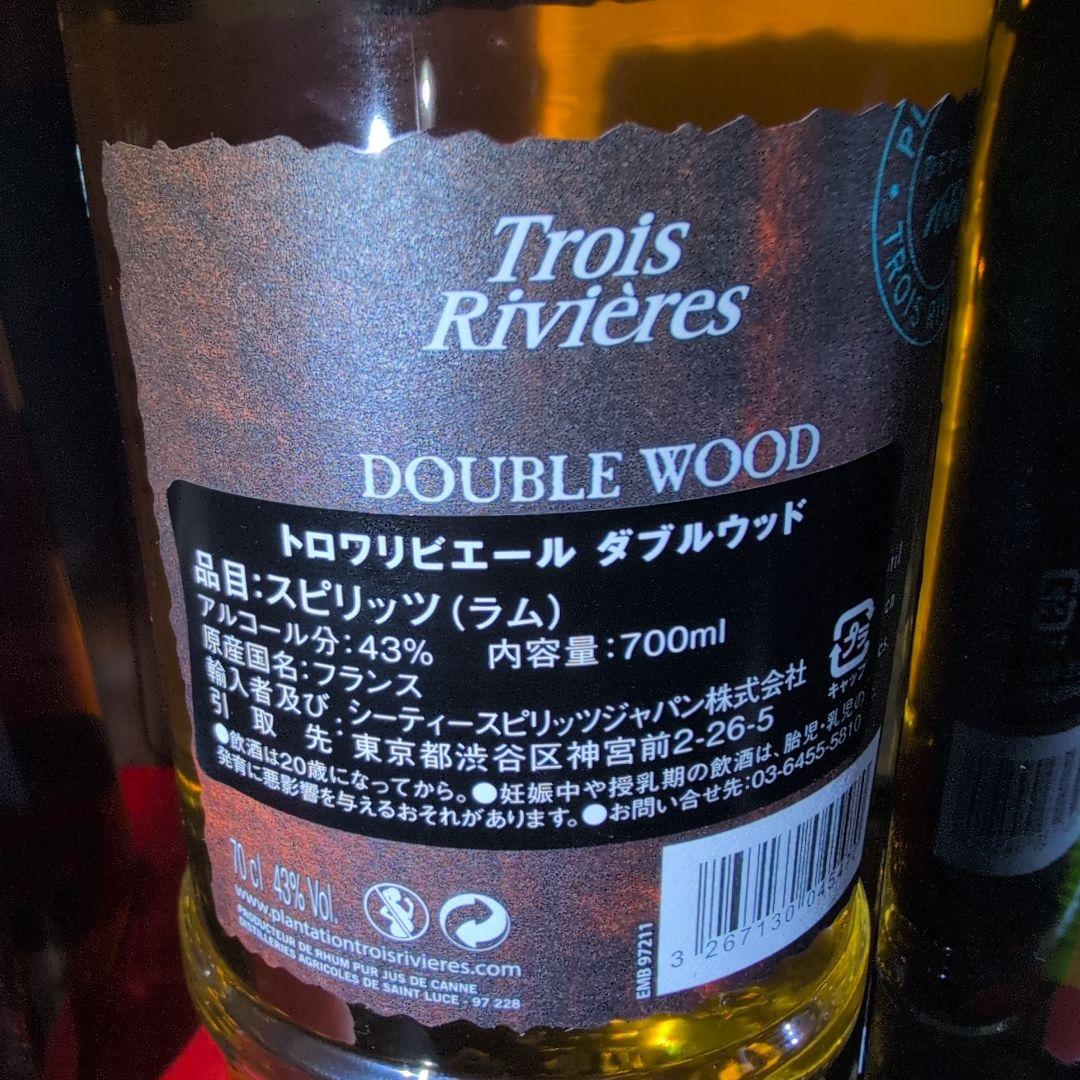 Trois
Rivières
DOUBLE WOOD
トロワリビエール ダブルウッド
品目:スピリッツ(ラム)
アルコール分:43% 内容量:700ml
原産国名:フランス
輸入者及び
引取先:シーティースピリッツジャパン株式会社
東京都渋谷区神宮前2-26-5
●飲酒は20歳になってから。●妊娠中や授乳期の飲酒は、胎児・乳児の
発育に悪影響を与えるおそれがあります。●お問い合せ先:03-6455-5810
プラ
キャップ
70 cl 43% Vol.
www.plantationtroisrivieres.com
PRODUCTEUR DE RHUM PUR JUS DE CANNE
DISTILLERIES AGRICOLES DE SAINT LUCE - 97.228
EMB 97211
3 267130
TROIS